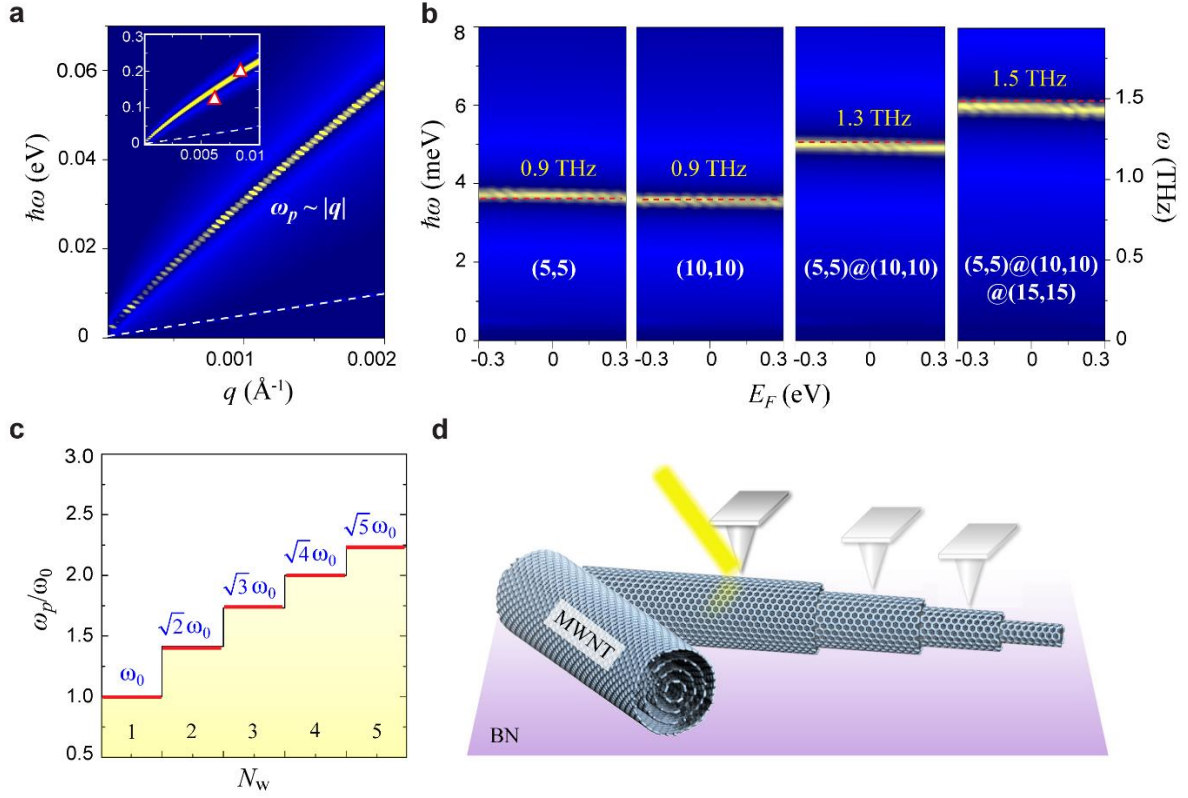 a
0.06
0.04
0.02
0
ħω (eV)
0.3
0.2
0.1
0
0.005
0.01
ωₚ ~ |q|
0.001
0.002
q (Å⁻¹)
b
8
6
4
2
0
ħω (meV)
0.9 THz
(5,5)
-0.3
0
0.3
0.9 THz
(10,10)
-0.3
0
0.3
1.3 THz
(5,5)@(10,10)
-0.3
0
0.3
1.5 THz
(5,5)@(10,10)
@(15,15)
-0.3
0
0.3
1.5
1.0
0.5
0
ω (THz)
E_F (eV)
c
3.0
2.5
2.0
1.5
1.0
0.5
ωₚ/ω₀
ω₀
√2 ω₀
√3 ω₀
√4 ω₀
√5 ω₀
1
2
3
4
5
N_w
d
MWNT
BN